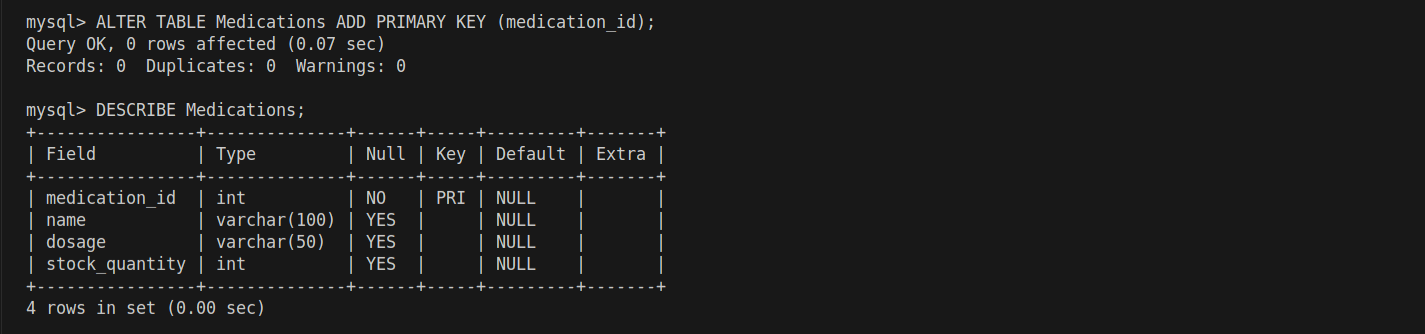 mysql> ALTER TABLE Medications ADD PRIMARY KEY (medication_id);
Query OK, 0 rows affected (0.07 sec)
Records: 0  Duplicates: 0  Warnings: 0

mysql> DESCRIBE Medications;
+----------------+--------------+------+-----+---------+-------+
| Field          | Type         | Null | Key | Default | Extra |
+----------------+--------------+------+-----+---------+-------+
| medication_id  | int          | NO   | PRI | NULL    |       |
| name           | varchar(100) | YES  |     | NULL    |       |
| dosage         | varchar(50)  | YES  |     | NULL    |       |
| stock_quantity | int          | YES  |     | NULL    |       |
+----------------+--------------+------+-----+---------+-------+
4 rows in set (0.00 sec)